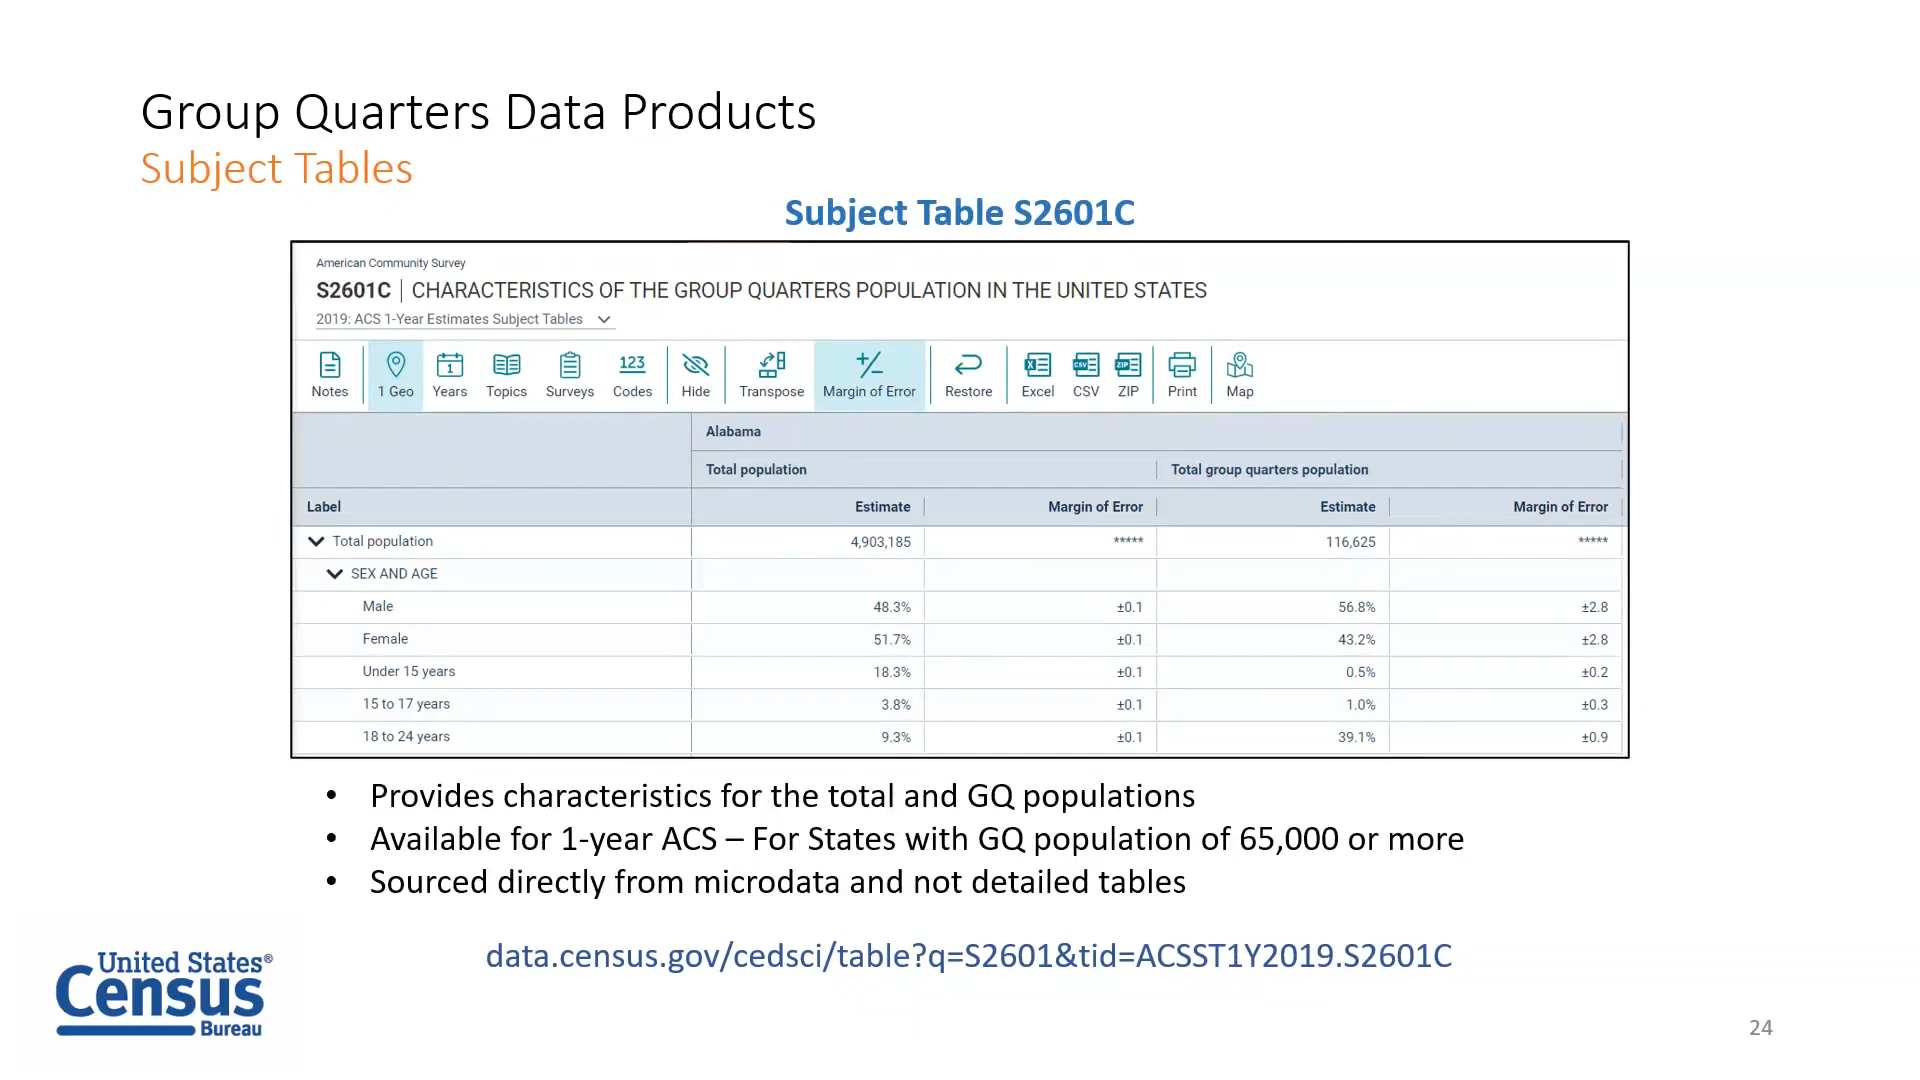 Group Quarters Data Products
Subject Tables
Subject Table S2601C
American Community Survey
S2601C | CHARACTERISTICS OF THE GROUP QUARTERS POPULATION IN THE UNITED STATES
2019: ACS 1-Year Estimates Subject Tables
Notes 1 Geo Years Topics Surveys Codes Hide Transpose Margin of Error Restore Excel CSV ZIP Print Map
Alabama
Total population Total group quarters population
Label Estimate Margin of Error Estimate Margin of Error
Total population 4,903,185 ***** 116,625 *****
SEX AND AGE
Male 48.3% ±0.1 56.8% ±2.8
Female 51.7% ±0.1 43.2% ±2.8
Under 15 years 18.3% ±0.1 0.5% ±0.2
15 to 17 years 3.8% ±0.1 1.0% ±0.3
18 to 24 years 9.3% ±0.1 39.1% ±0.9
• Provides characteristics for the total and GQ populations
• Available for 1-year ACS – For States with GQ population of 65,000 or more
• Sourced directly from microdata and not detailed tables
data.census.gov/cedsci/table?q=S2601&tid=ACSST1Y2019.S2601C
United States®
Census
Bureau
24